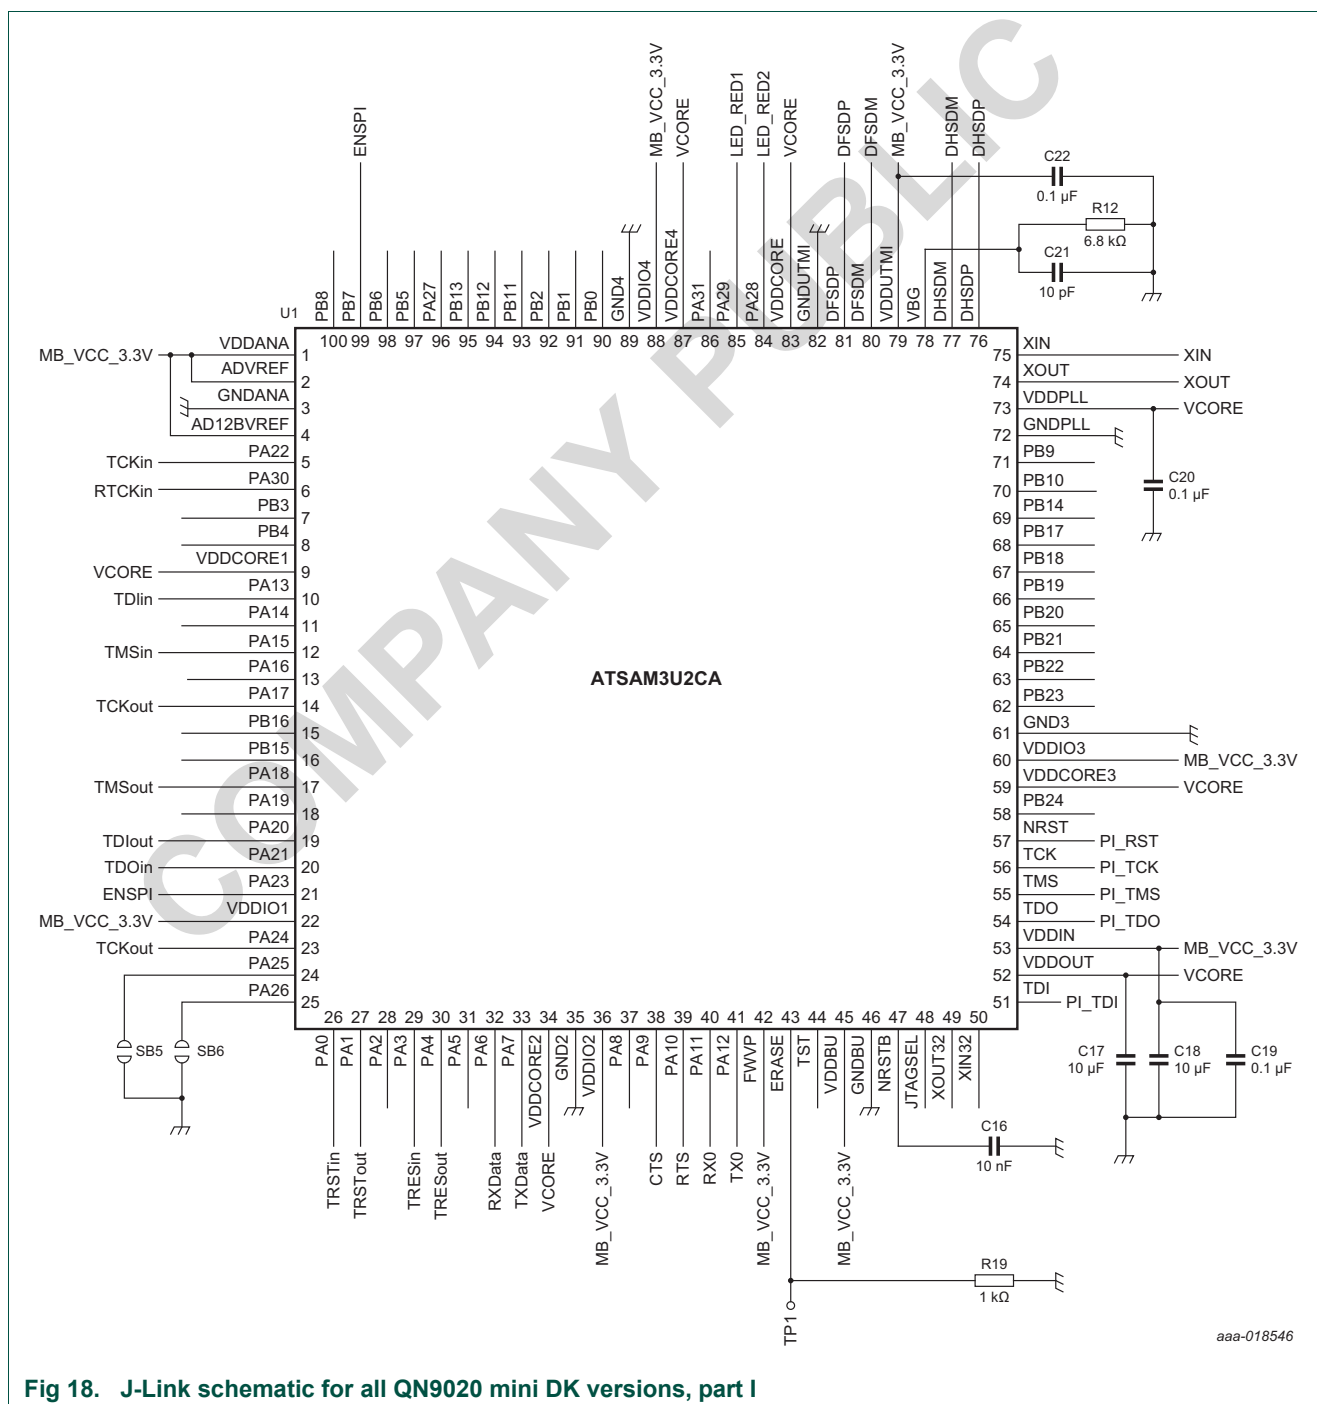 COMPANY PUBLIC
ENSPI
MB_VCC_3.3V
VCORE
LED_RED1
LED_RED2
VCORE
DFSDP
DFSDM
MB_VCC_3.3V
DHSDM
DHSDP
C22
0.1 µF
R12
6.8 kΩ
C21
10 pF
PB8
PB7
PB6
PB5
PA27
PB13
PB12
PB11
PB2
PB1
PB0
GND4
VDDIO4
VDDCORE4
PA31
PA29
PA28
VDDCORE
GNDUTMI
DFSDP
DFSDM
VDDUTMI
VBG
DHSDM
DHSDP
U1
100 99 98 97 96 95 94 93 92 91 90 89 88 87 86 85 84 83 82 81 80 79 78 77 76
MB_VCC_3.3V VDDANA 1
ADVREF 2
GNDANA 3
AD12BVREF 4
TCKin PA22 5
RTCKin PA30 6
PB3 7
PB4 8
VCORE VDDCORE1 9
TDIin PA13 10
PA14 11
TMSin PA15 12
PA16 13
TCKout PA17 14
PB16 15
PB15 16
TMSout PA18 17
PA19 18
TDIout PA20 19
TDOin PA21 20
ENSPI PA23 21
MB_VCC_3.3V VDDIO1 22
TCKout PA24 23
PA25 24
PA26 25
SB5
SB6
ATSAM3U2CA
75 XIN XIN
74 XOUT XOUT
73 VDDPLL VCORE
72 GNDPLL
71 PB9
70 PB10
69 PB14
68 PB17
67 PB18
66 PB19
65 PB20
64 PB21
63 PB22
62 PB23
61 GND3
60 VDDIO3 MB_VCC_3.3V
59 VDDCORE3 VCORE
58 PB24
57 NRST PI_RST
56 TCK PI_TCK
55 TMS PI_TMS
54 TDO PI_TDO
53 VDDIN MB_VCC_3.3V
52 VDDOUT VCORE
51 TDI PI_TDI
C20
0.1 µF
C17
10 µF
C18
10 µF
C19
0.1 µF
26 27 28 29 30 31 32 33 34 35 36 37 38 39 40 41 42 43 44 45 46 47 48 49 50
PA0
PA1
PA2
PA3
PA4
PA5
PA6
PA7
VDDCORE2
GND2
VDDIO2
PA8
PA9
PA10
PA11
PA12
FWVP
ERASE
TST
VDDBU
GNDBU
NRSTB
JTAGSEL
XOUT32
XIN32
TRSTin
TRSTout
TRESin
TRESout
RXData
TXData
VCORE
MB_VCC_3.3V
CTS
RTS
RX0
TX0
MB_VCC_3.3V
MB_VCC_3.3V
C16
10 nF
R19
1 kΩ
TP1
aaa-018546
Fig 18. J-Link schematic for all QN9020 mini DK versions, part I